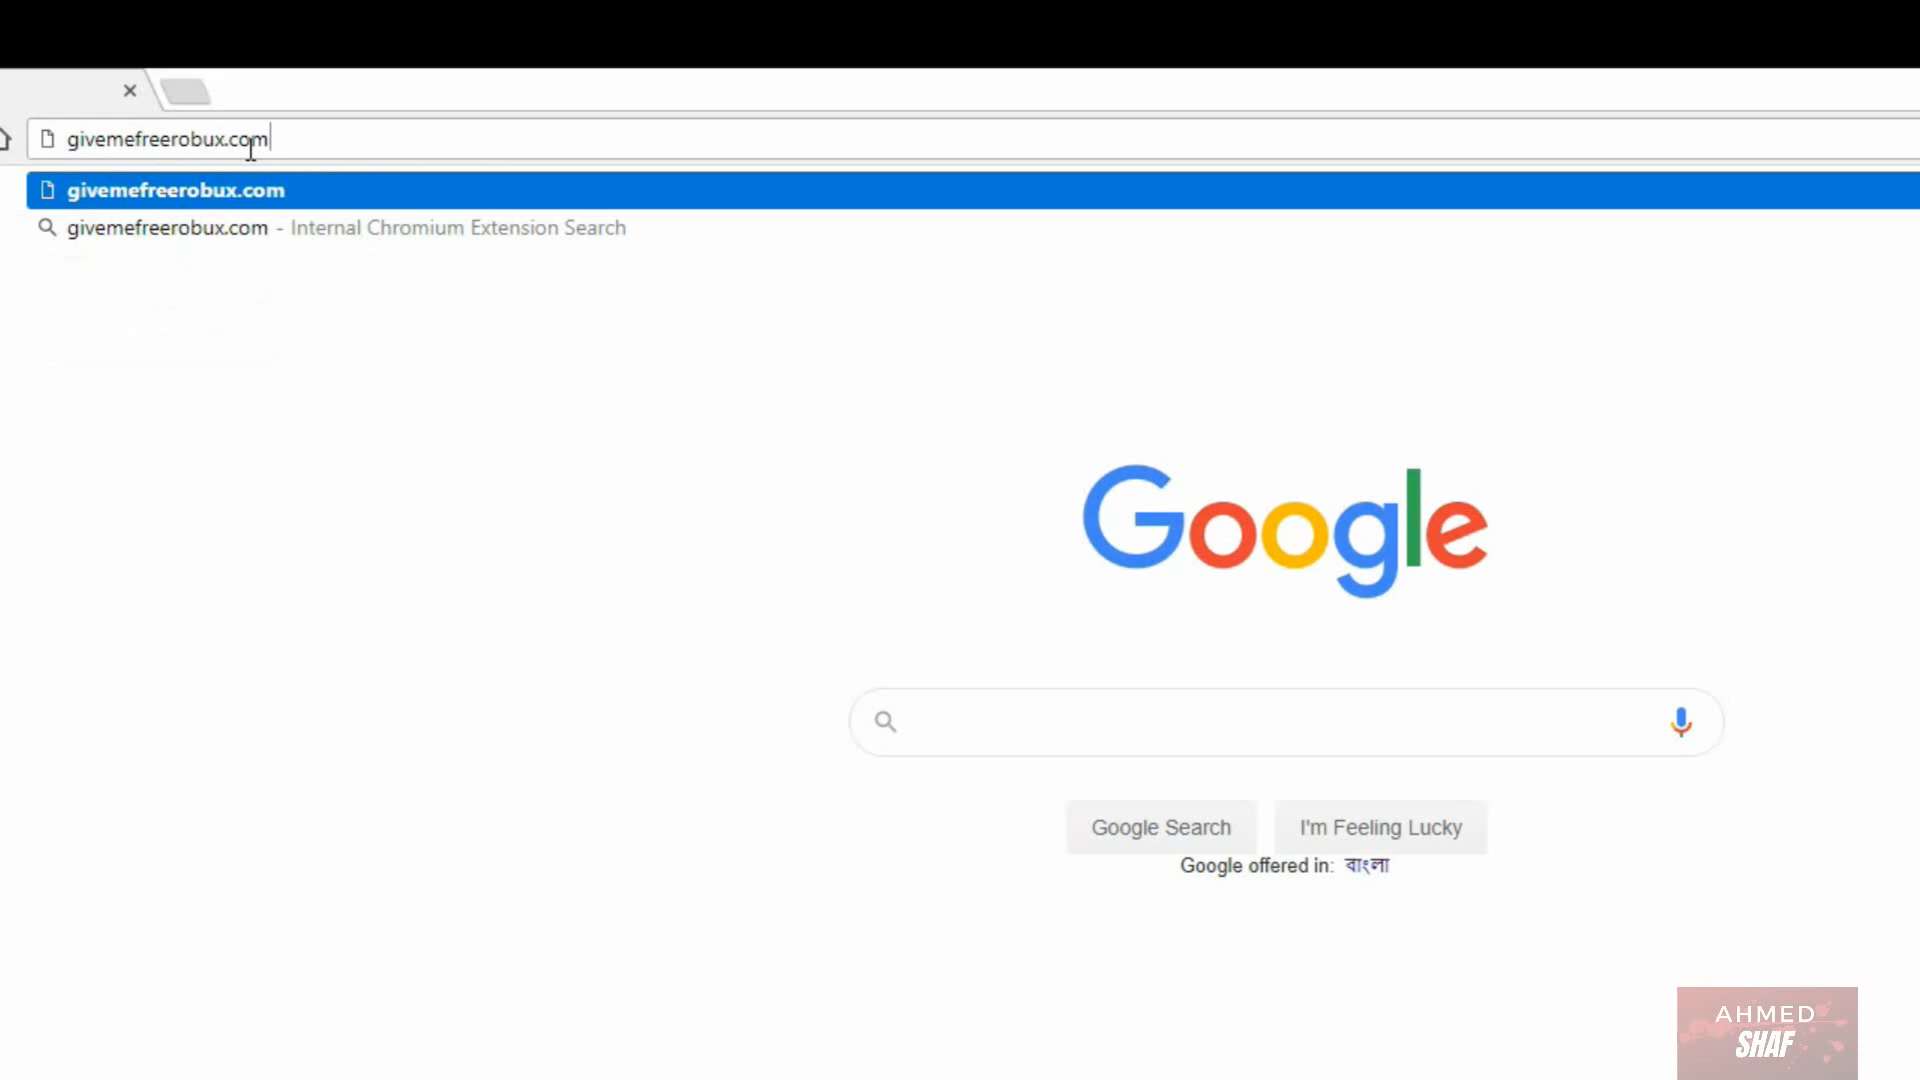 givemefreerobux.com
givemefreerobux.com
givemefreerobux.com - Internal Chromium Extension Search
Google
Google Search
I'm Feeling Lucky
Google offered in: বাংলা
AHMED
SHAF